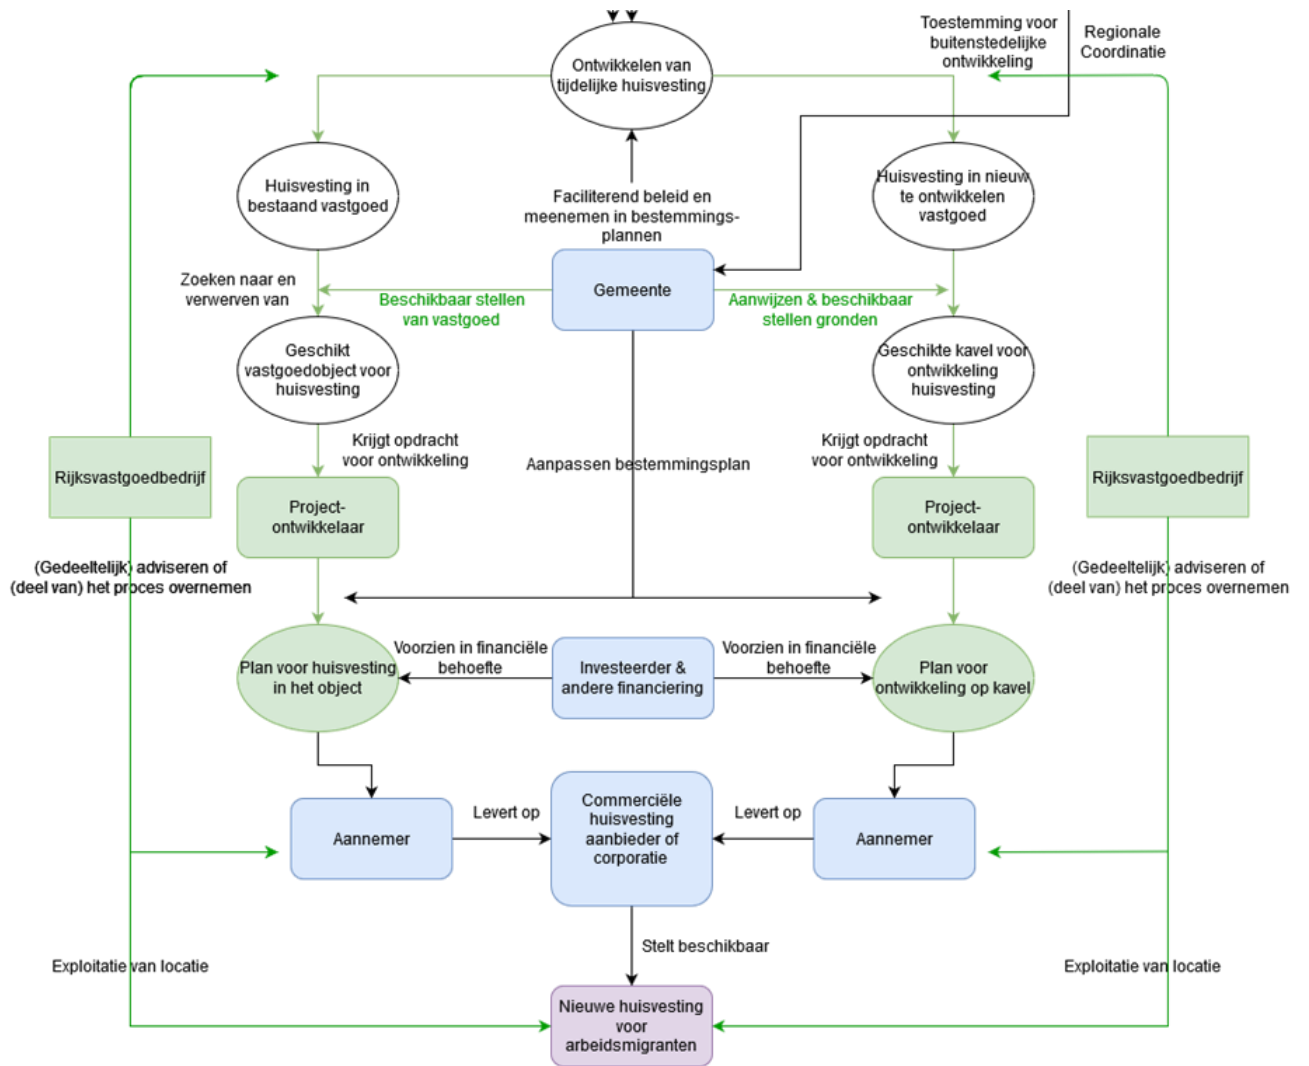 Toestemming voor
buitenstedelijke
ontwikkeling
Regionale
Coordinatie
Ontwikkelen van
tijdelijke huisvesting
Huisvesting in
bestaand vastgoed
Faciliterend beleid en
meenemen in bestemmings-
plannen
Huisvesting in nieuw
te ontwikkelen
vastgoed
Zoeken naar en
verwerven van
Beschikbaar stellen
van vastgoed
Gemeente
Aanwijzen & beschikbaar
stellen gronden
Geschikt
vastgoedobject voor
huisvesting
Geschikte kavel voor
ontwikkeling
huisvesting
Krijgt opdracht
voor ontwikkeling
Aanpassen bestemmingsplan
Krijgt opdracht
voor ontwikkeling
Rijksvastgoedbedrijf
Project-
ontwikkelaar
Project-
ontwikkelaar
Rijksvastgoedbedrijf
(Gedeeltelijk) adviseren of
(deel van) het proces overnemen
(Gedeeltelijk) adviseren of
(deel van) het proces overnemen
Plan voor huisvesting
in het object
Voorzien in financiële
behoefte
Investeerder &
andere financiering
Voorzien in financiële
behoefte
Plan voor
ontwikkeling op kavel
Aannemer
Levert op
Commerciële
huisvesting
aanbieder of
corporatie
Levert op
Aannemer
Stelt beschikbaar
Exploitatie van locatie
Exploitatie van locatie
Nieuwe huisvesting
voor
arbeidsmigranten